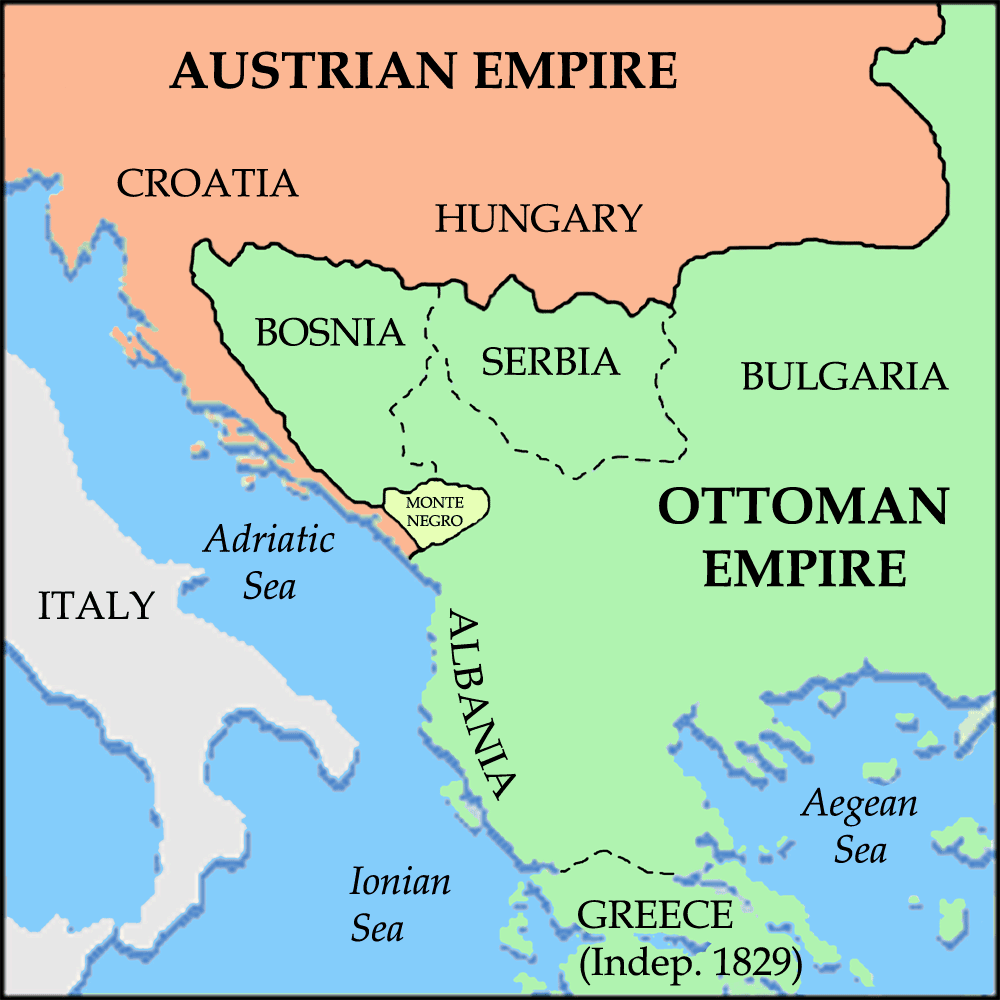 AUSTRIAN EMPIRE
CROATIA
HUNGARY
BOSNIA
SERBIA
BULGARIA
MONTE
NEGRO
OTTOMAN
EMPIRE
Adriatic
Sea
ITALY
ALBANIA
Aegean
Sea
Ionian
Sea
GREECE
(Indep. 1829)